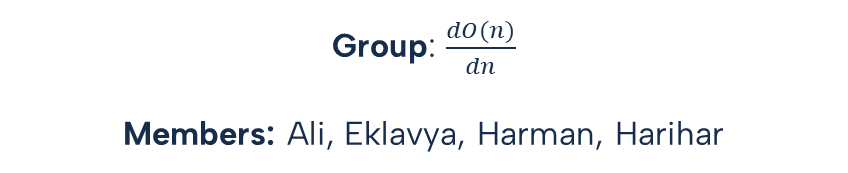 Group: dO(n)/dn
Members: Ali, Eklavya, Harman, Harihar